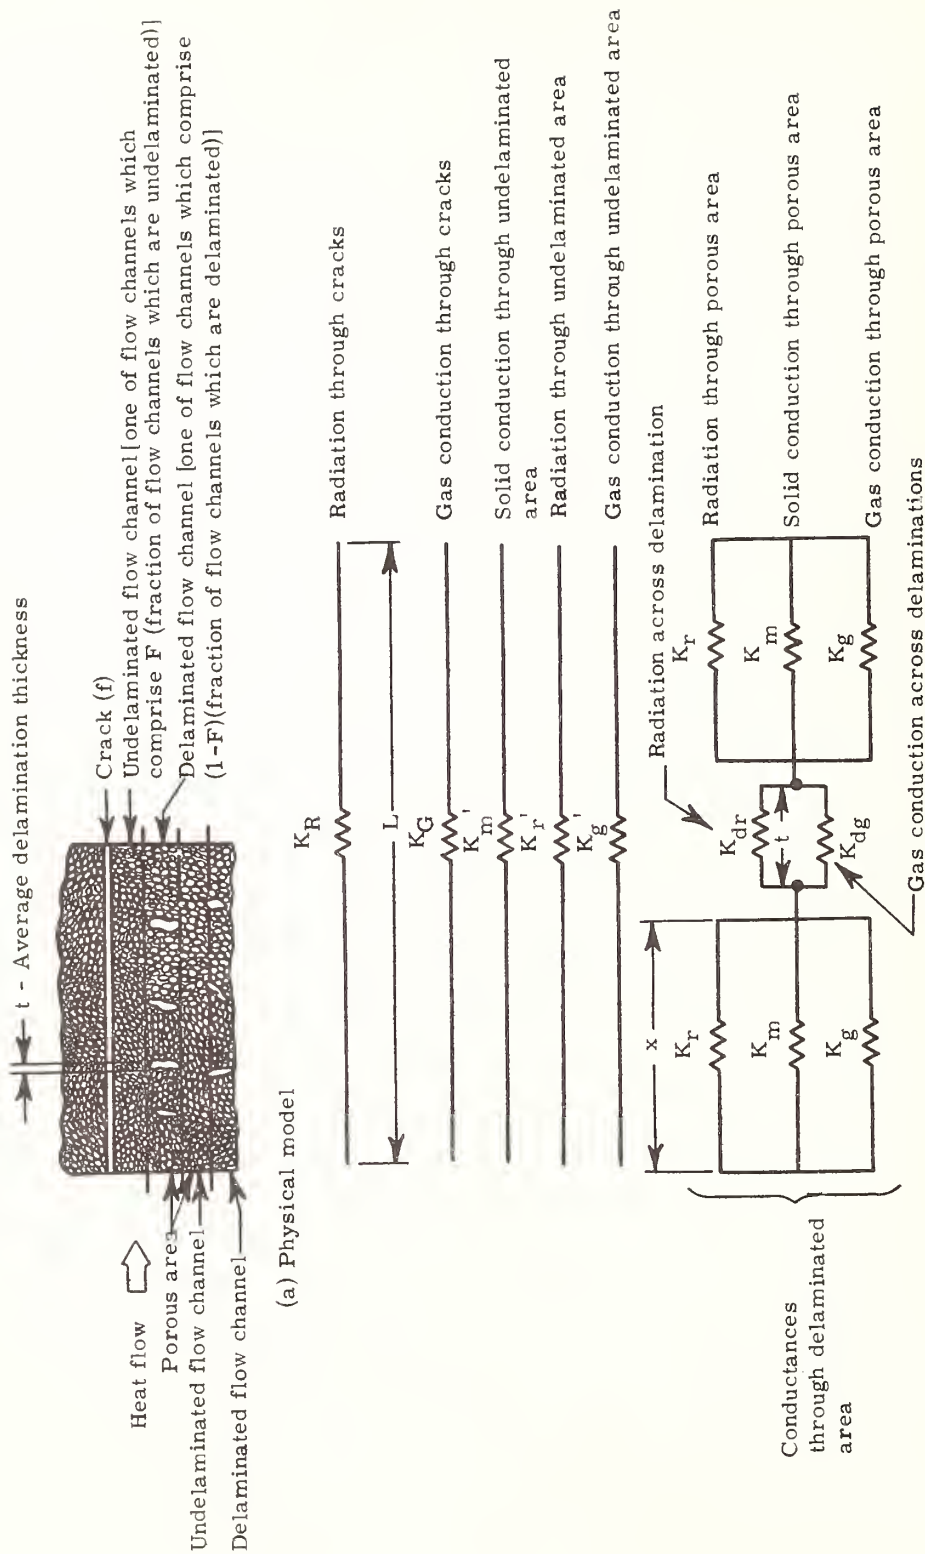 t - Average delamination thickness
Crack (f)
Undelaminated flow channel [one of flow channels which
comprise F (fraction of flow channels which are undelaminated)]
Delaminated flow channel [one of flow channels which comprise
(1-F)(fraction of flow channels which are delaminated)]
Heat flow
Porous area
Undelaminated flow channel
Delaminated flow channel
(a) Physical model
K_R
Radiation through cracks
L
K_G
Gas conduction through cracks
K_m'
Solid conduction through undelaminated
area
K_r'
Radiation through undelaminated area
K_g'
Gas conduction through undelaminated area
Radiation across delamination
x
K_r
K_m
K_g
K_dr
t
K_dg
K_r
K_m
K_g
Radiation through porous area
Solid conduction through porous area
Gas conduction through porous area
Gas conduction across delaminations
Conductances
through delaminated
area